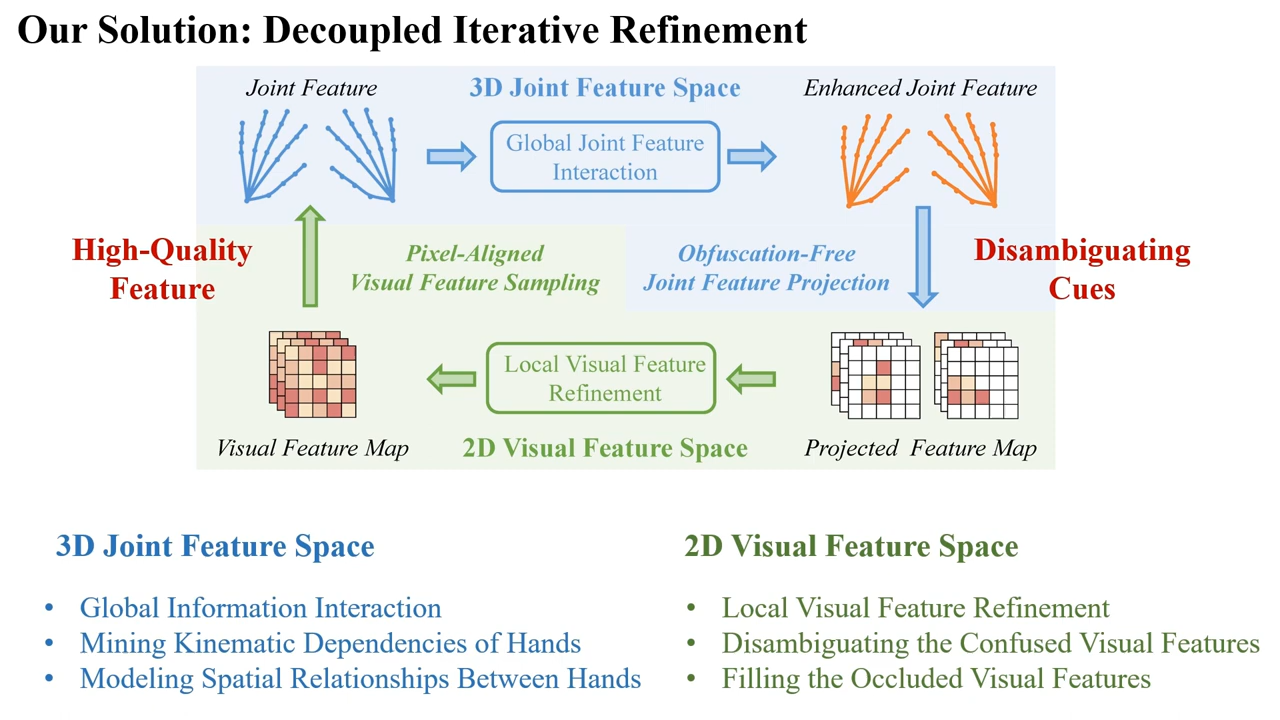 Our Solution: Decoupled Iterative Refinement
Joint Feature
3D Joint Feature Space
Enhanced Joint Feature
Global Joint Feature
Interaction
High-Quality
Feature
Pixel-Aligned
Visual Feature Sampling
Obfuscation-Free
Joint Feature Projection
Disambiguating
Cues
Local Visual Feature
Refinement
Visual Feature Map
2D Visual Feature Space
Projected Feature Map
3D Joint Feature Space
• Global Information Interaction
• Mining Kinematic Dependencies of Hands
• Modeling Spatial Relationships Between Hands
2D Visual Feature Space
• Local Visual Feature Refinement
• Disambiguating the Confused Visual Features
• Filling the Occluded Visual Features